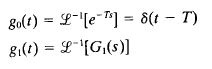 g₀(t) = ℒ⁻¹[e⁻ᵀˢ] = δ(t − T)
g₁(t) = ℒ⁻¹[G₁(s)]